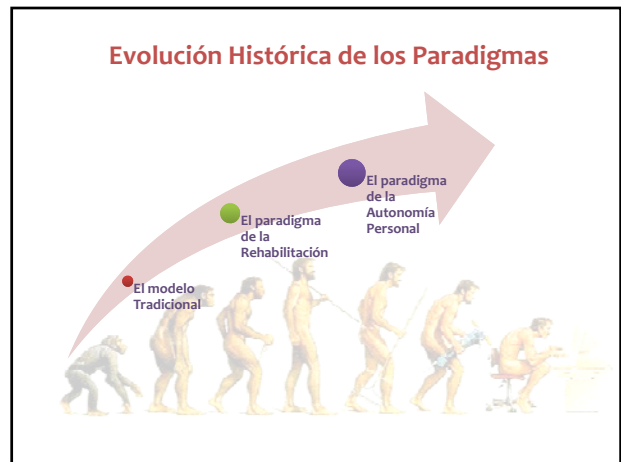 Evolución Histórica de los Paradigmas
El modelo
Tradicional
El paradigma
de la
Rehabilitación
El paradigma
de la
Autonomía
Personal